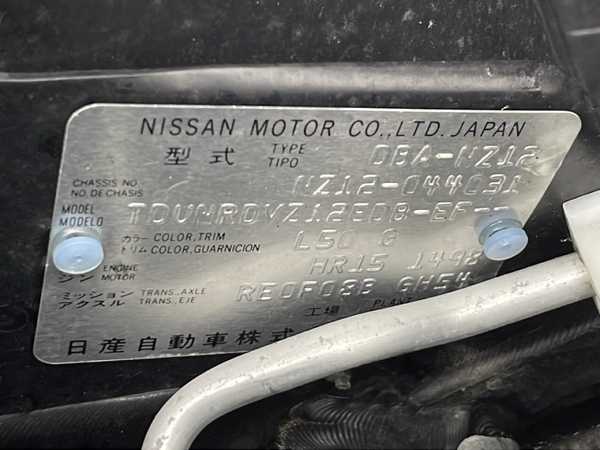 NISSAN MOTOR CO.,LTD. JAPAN
型式 TYPE TIPO DBA-NZ12
CHASSIS NO. NO. DE CHASIS NZ12-044031
MODEL MODELO
カラー COLOR, TRIM トリム COLOR, GUARNICION L50 G
ジン ENGINE MOTOR HR15 1498
ミッション TRANS., AXLE アクスル TRANS., EJE RE0F08B GH54
工場 PLANT
日産自動車株式